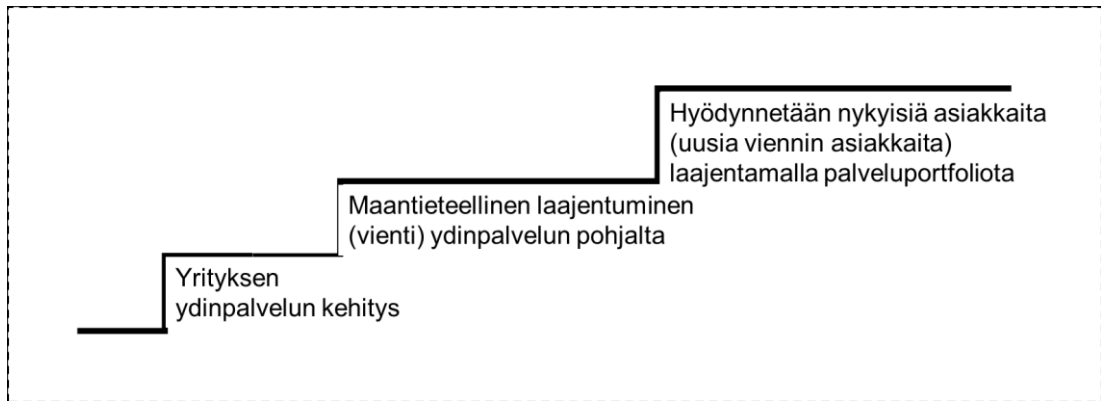 Hyödynnetään nykyisiä asiakkaita
(uusia viennin asiakkaita)
laajentamalla palveluportfoliota
Maantieteellinen laajentuminen
(vienti) ydinpalvelun pohjalta
Yrityksen
ydinpalvelun kehitys